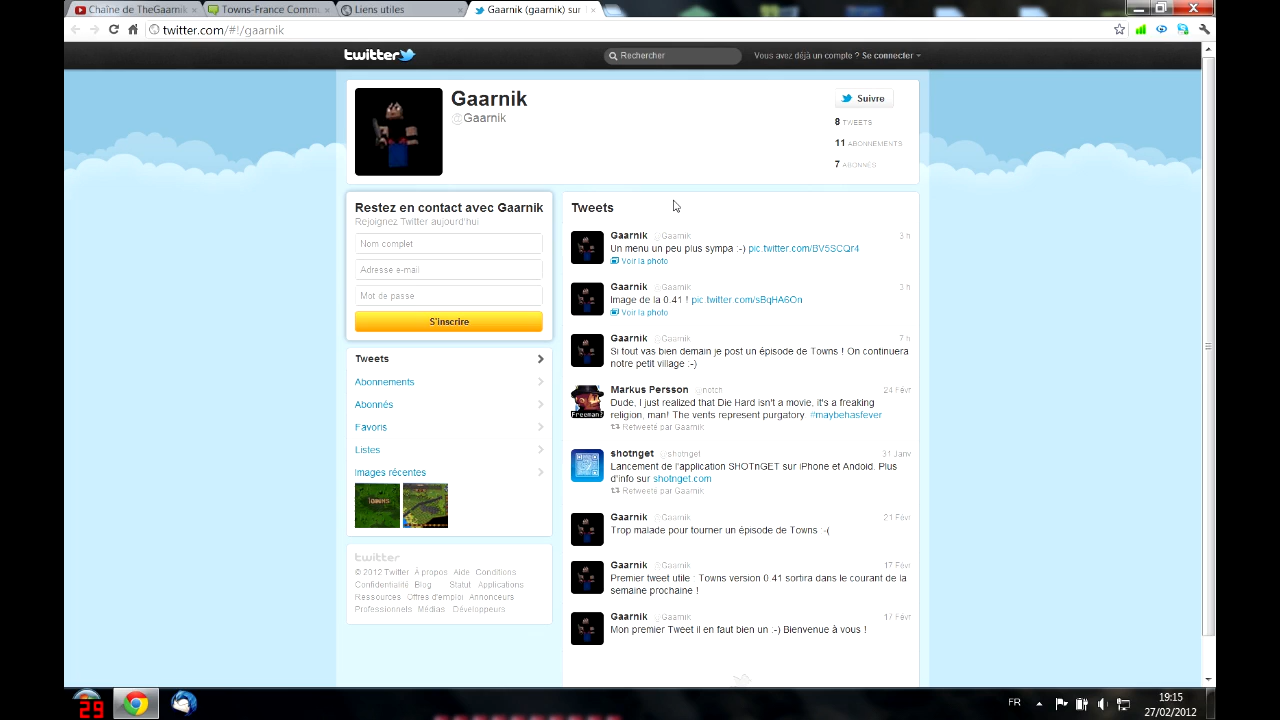 Chaîne de TheGaarnik
Towns-France Commu
Liens utiles
Gaarnik (gaarnik) sur
twitter.com/#!/gaarnik
twitter
Rechercher
Vous avez déjà un compte ? Se connecter
Gaarnik
@Gaarnik
Suivre
8 TWEETS
11 ABONNEMENTS
7 ABONNÉS
Restez en contact avec Gaarnik
Rejoignez Twitter aujourd'hui
Nom complet
Adresse e-mail
Mot de passe
S'inscrire
Tweets
Abonnements
Abonnés
Favoris
Listes
Images récentes
TOWNS
twitter
© 2012 Twitter À propos Aide Conditions
Confidentialité Blog Statut Applications
Ressources Offres d'emploi Annonceurs
Professionnels Médias Développeurs
Tweets
Gaarnik @Gaarnik 3 h
Un menu un peu plus sympa :-) pic.twitter.com/BV5SCQr4
Voir la photo
Gaarnik @Gaarnik 3 h
Image de la 0.41 ! pic.twitter.com/sBqHA6On
Voir la photo
Gaarnik @Gaarnik 7 h
Si tout vas bien demain je post un épisode de Towns ! On continuera
notre petit village :-)
Markus Persson @notch 24 Févr
Dude, I just realized that Die Hard isn't a movie, it's a freaking
religion, man! The vents represent purgatory. #maybehasfever
Retweeté par Gaarnik
Freeman?
shotnget @shotnget 31 Janv
Lancement de l'application SHOTnGET sur iPhone et Andoid. Plus
d'info sur shotnget.com
Retweeté par Gaarnik
Gaarnik @Gaarnik 21 Févr
Trop malade pour tourner un épisode de Towns :-(
Gaarnik @Gaarnik 17 Févr
Premier tweet utile : Towns version 0.41 sortira dans le courant de la
semaine prochaine !
Gaarnik @Gaarnik 17 Févr
Mon premier Tweet il en faut bien un :-) Bienvenue à vous !
29
FR
19:15
27/02/2012